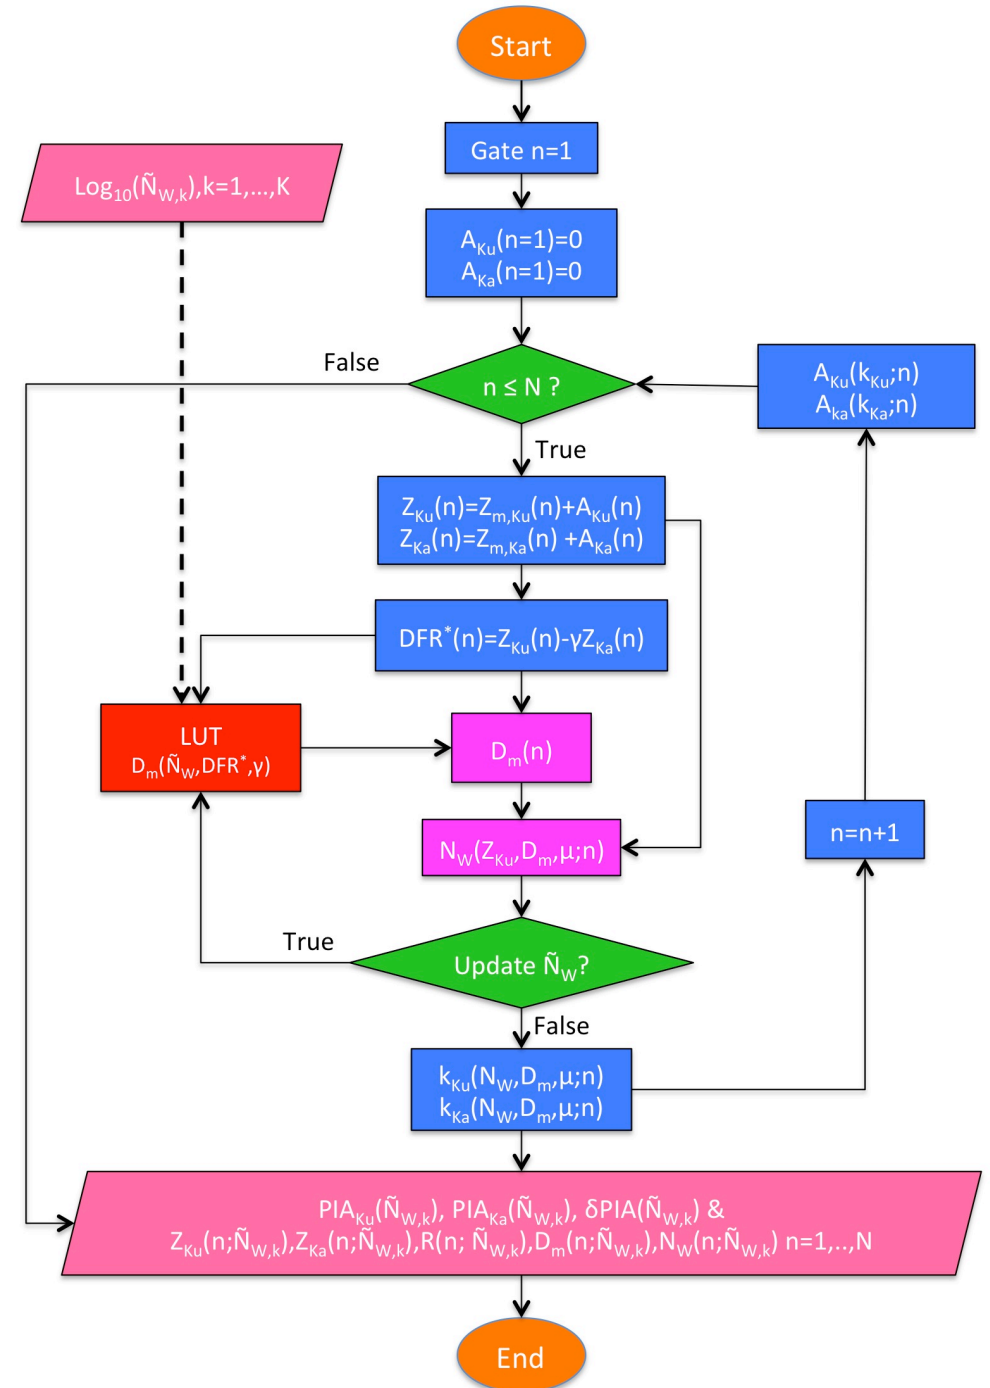 Start
Gate n=1
Log₁₀(Ñ_W,k),k=1,...,K
A_Ku(n=1)=0
A_Ka(n=1)=0
False
n ≤ N ?
A_Ku(k_Ku;n)
A_ka(k_Ka;n)
True
Z_Ku(n)=Z_m,Ku(n)+A_Ku(n)
Z_Ka(n)=Z_m,Ka(n) +A_Ka(n)
DFR*(n)=Z_Ku(n)-γZ_Ka(n)
LUT
D_m(Ñ_W,DFR*,γ)
D_m(n)
n=n+1
N_W(Z_Ku,D_m,μ;n)
True
Update Ñ_W?
False
k_Ku(N_W,D_m,μ;n)
k_Ka(N_W,D_m,μ;n)
PIA_Ku(Ñ_W,k), PIA_Ka(Ñ_W,k), δPIA(Ñ_W,k) &
Z_Ku(n;Ñ_W,k),Z_Ka(n;Ñ_W,k),R(n; Ñ_W,k),D_m(n;Ñ_W,k),N_W(n;Ñ_W,k) n=1,..,N
End